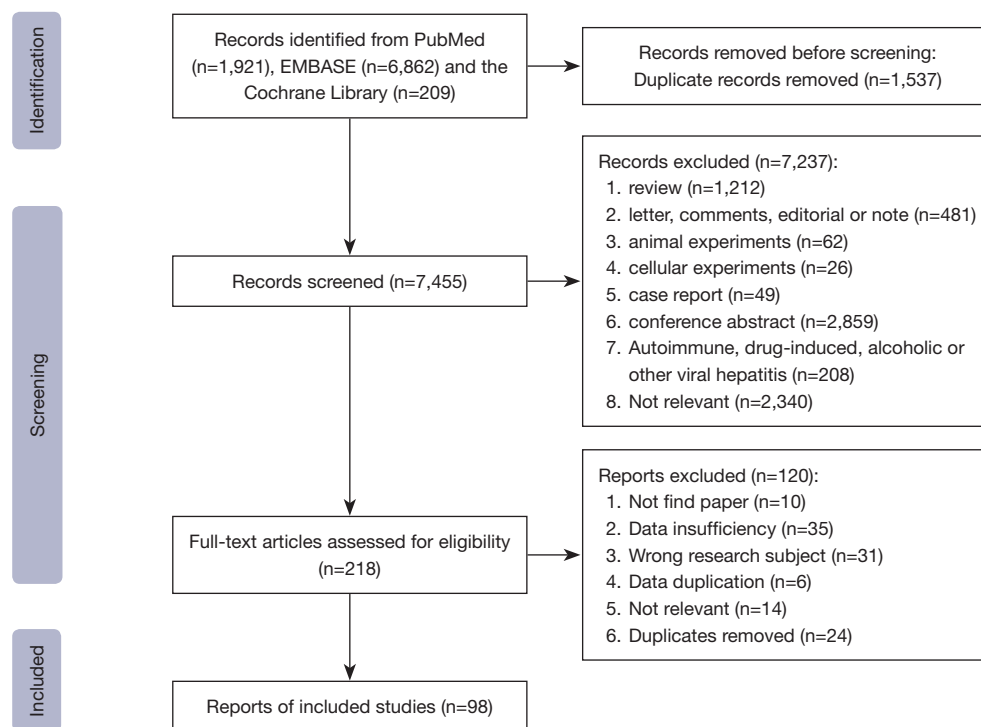 Identification
Records identified from PubMed
(n=1,921), EMBASE (n=6,862) and the
Cochrane Library (n=209)
Records removed before screening:
Duplicate records removed (n=1,537)
Screening
Records screened (n=7,455)
Records excluded (n=7,237):
1. review (n=1,212)
2. letter, comments, editorial or note (n=481)
3. animal experiments (n=62)
4. cellular experiments (n=26)
5. case report (n=49)
6. conference abstract (n=2,859)
7. Autoimmune, drug-induced, alcoholic or
other viral hepatitis (n=208)
8. Not relevant (n=2,340)
Full-text articles assessed for eligibility
(n=218)
Reports excluded (n=120):
1. Not find paper (n=10)
2. Data insufficiency (n=35)
3. Wrong research subject (n=31)
4. Data duplication (n=6)
5. Not relevant (n=14)
6. Duplicates removed (n=24)
Included
Reports of included studies (n=98)